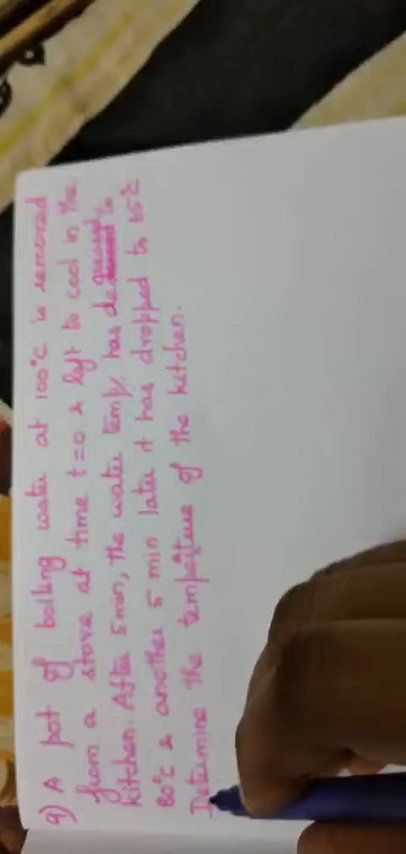 9) A pot of boiling water at 100°C is removed
from a stove at time t=0 & left to cool in the
kitchen. After 5 min, the water temp. has decreased to
80°C & another 5 min later it has dropped to 65°C
Determine the temperature of the kitchen.